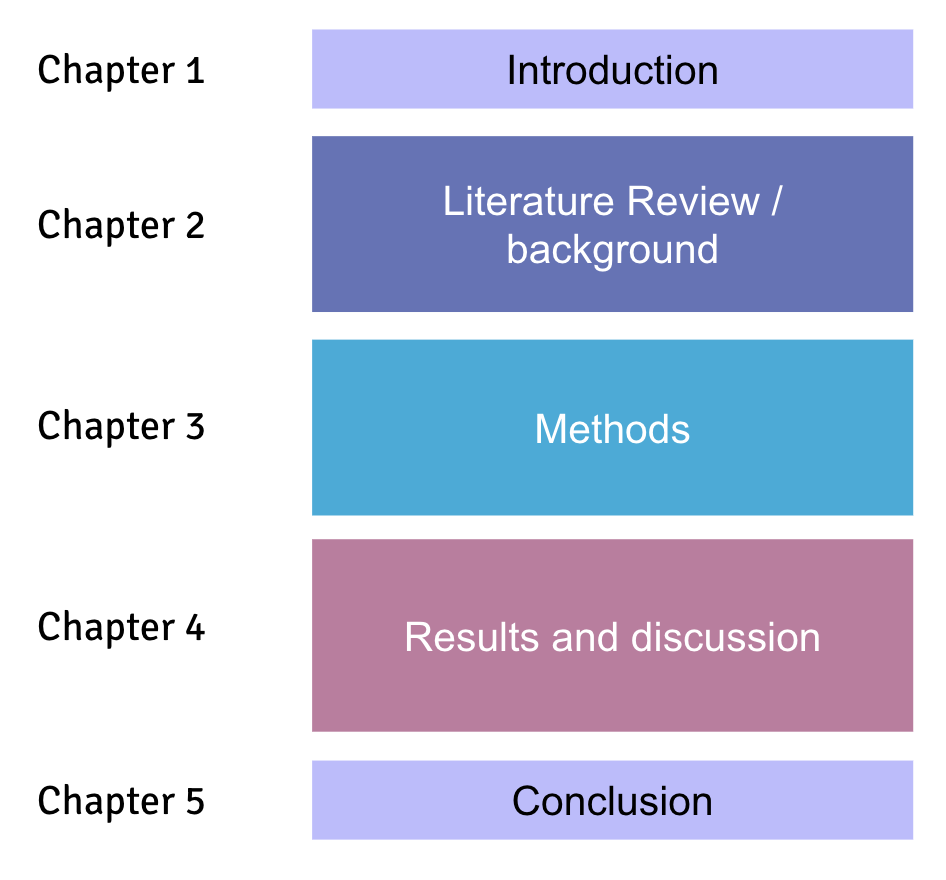 Chapter 1
Introduction
Chapter 2
Literature Review /
background
Chapter 3
Methods
Chapter 4
Results and discussion
Chapter 5
Conclusion